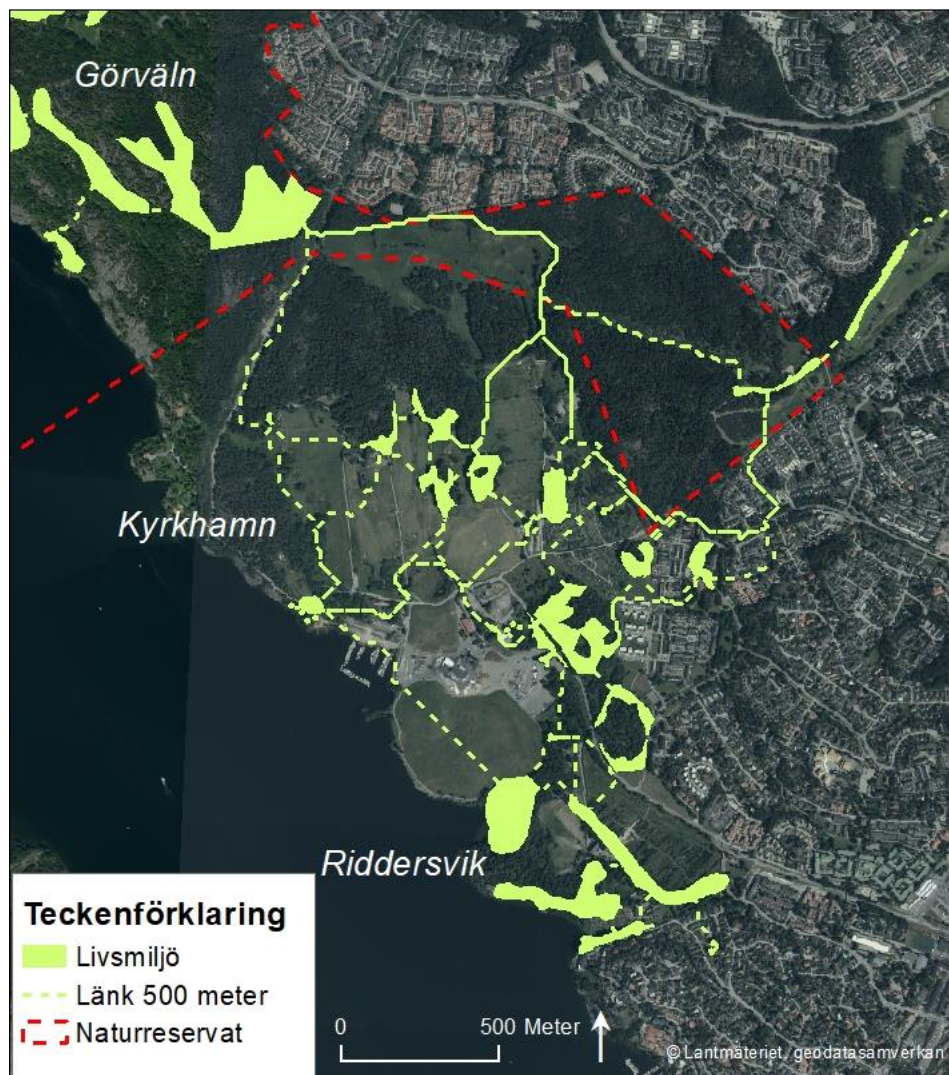 Görväln
Kyrkhamn
Riddersvik
Teckenförklaring
Livsmiljö
Länk 500 meter
Naturreservat
0 500 Meter
© Lantmäteriet, geodatasamverkan